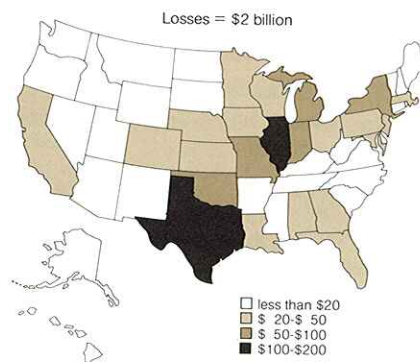 Losses = $2 billion
less than $20
$ 20-$ 50
$ 50-$100
$100-$200